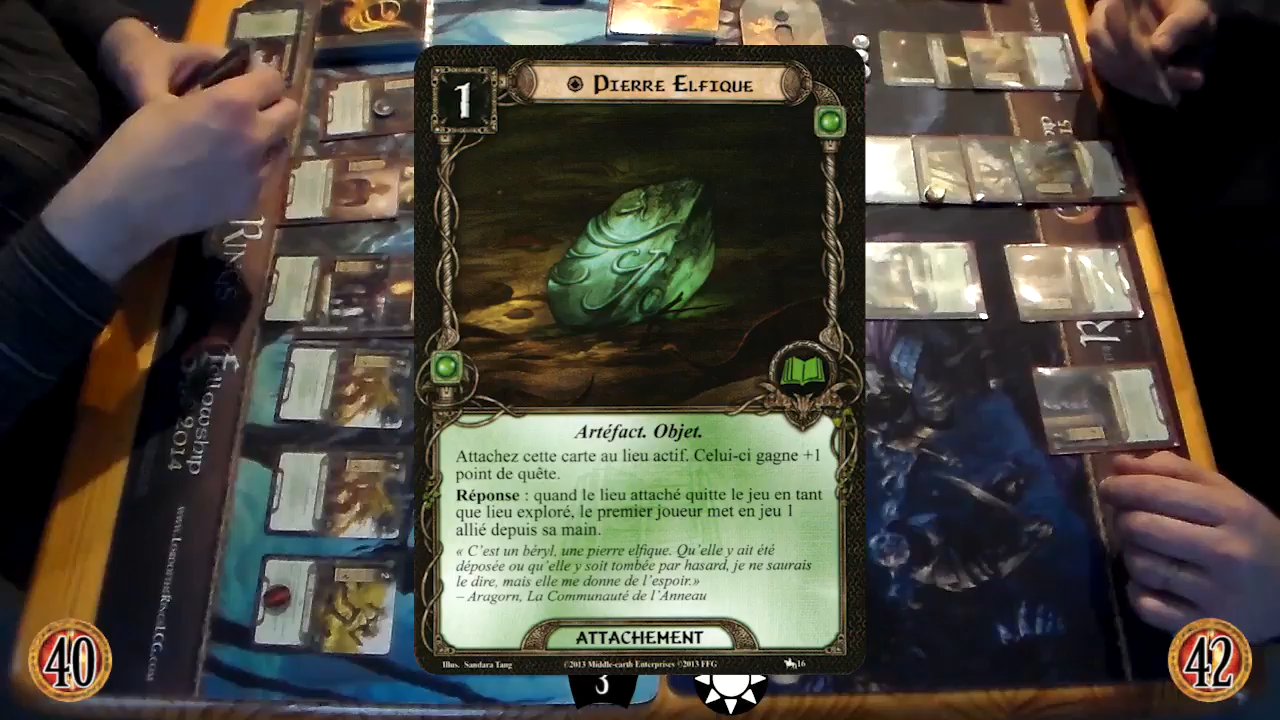 1
Pierre Elfique
Artéfact. Objet.
Attachez cette carte au lieu actif. Celui-ci gagne +1
point de quête.
Réponse : quand le lieu attaché quitte le jeu en tant
que lieu exploré, le premier joueur met en jeu 1
allié depuis sa main.
« C'est un béryl, une pierre elfique. Qu'elle y ait été
déposée ou qu'elle y soit tombée par hasard, je ne saurais
le dire, mais elle me donne de l'espoir.»
– Aragorn, La Communauté de l'Anneau
ATTACHEMENT
Illus. Sandara Tang
©2013 Middle-earth Enterprises ©2013 FFG
16
Rings
Fellowship
2014
40
42
3